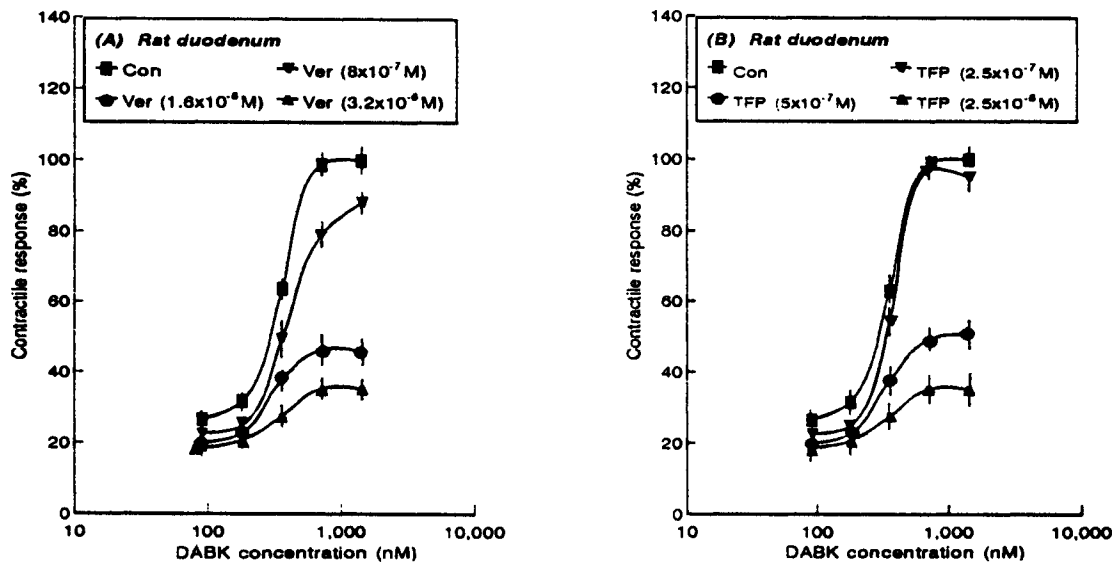 140
120
100
80
60
40
20
0
Contractile response (%)
(A) Rat duodenum
Con
Ver (8x10⁻⁷M)
Ver (1.6x10⁻⁶M)
Ver (3.2x10⁻⁶M)
10
100
1,000
10,000
DABK concentration (nM)
140
120
100
80
60
40
20
0
Contractile response (%)
(B) Rat duodenum
Con
TFP (2.5x10⁻⁷M)
TFP (5x10⁻⁷M)
TFP (2.5x10⁻⁶M)
10
100
1,000
10,000
DABK concentration (nM)